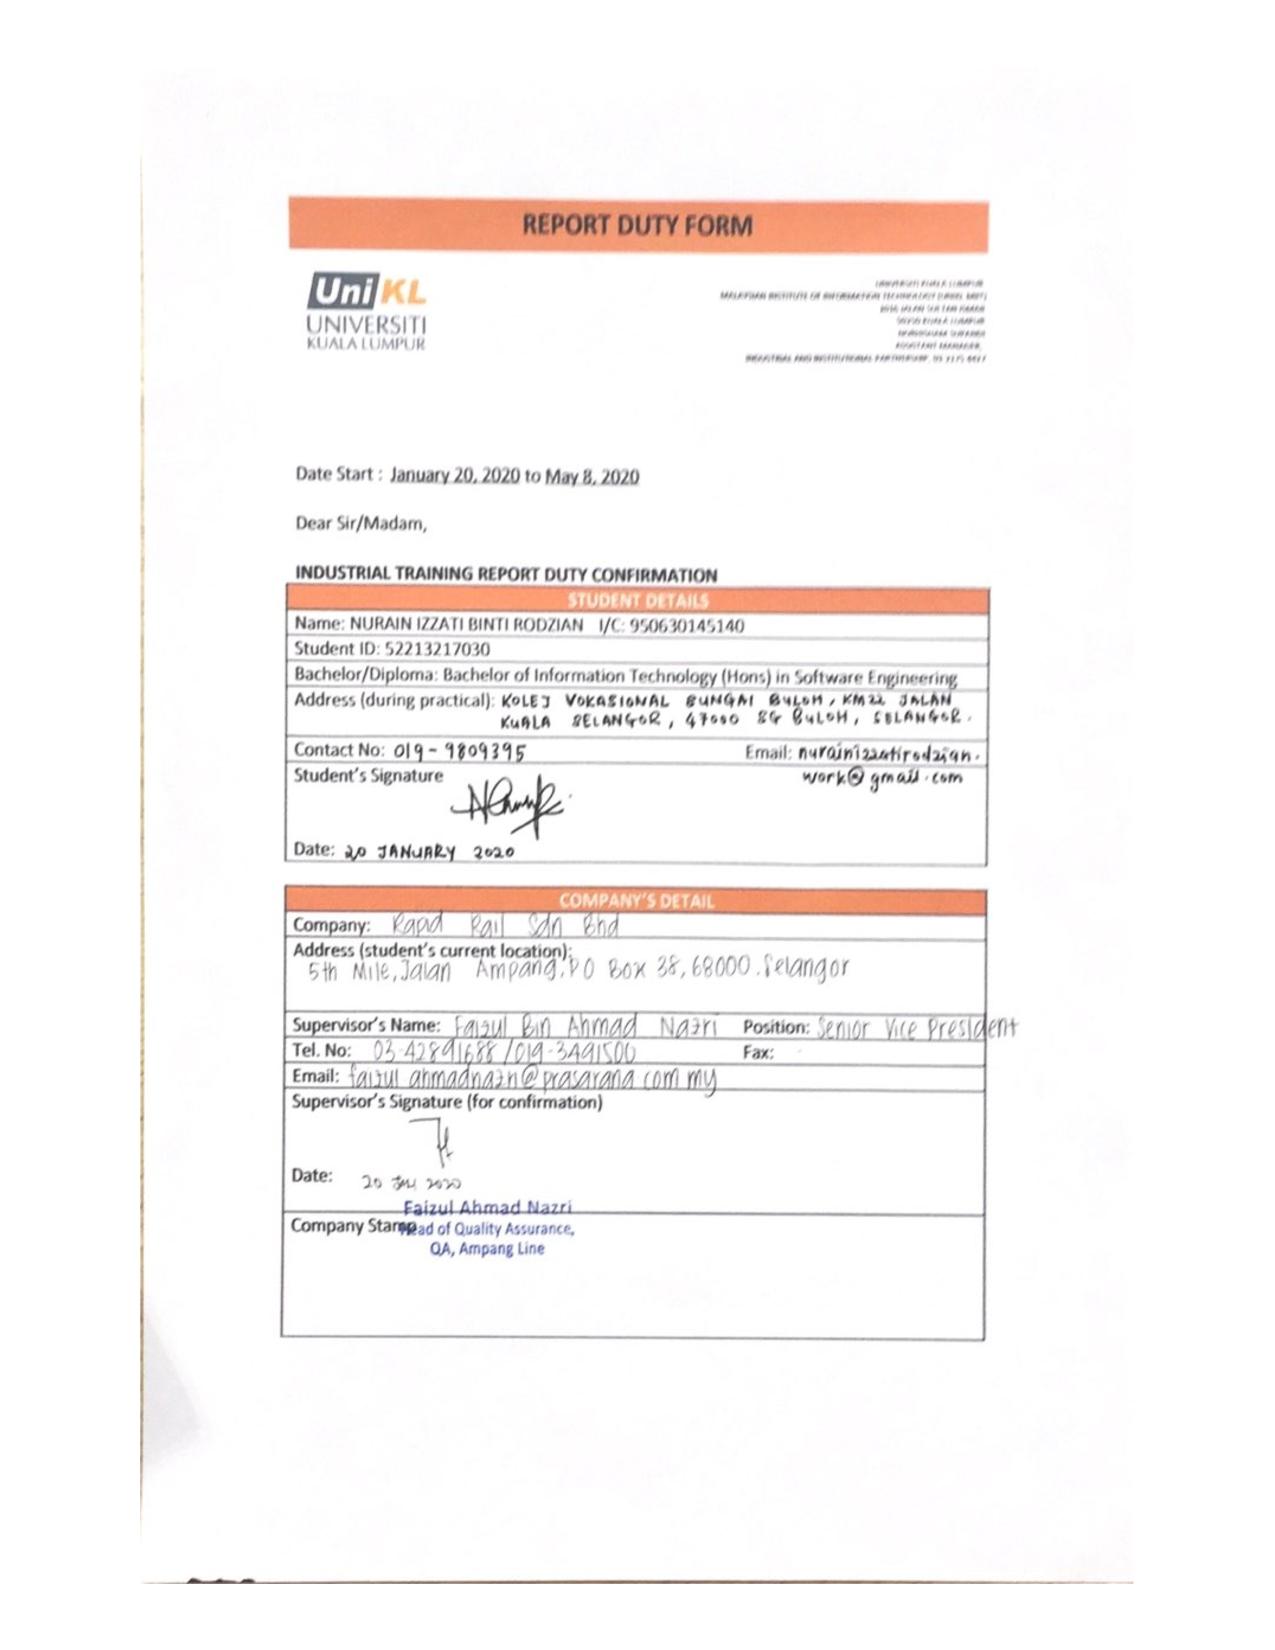 REPORT DUTY FORM
UniKL
UNIVERSITI
KUALA LUMPUR
UNIVERSITI KUALA LUMPUR
MALAYSIAN INSTITUTE OF INFORMATION TECHNOLOGY (UNIKL MIIT)
ASSISTANT MANAGER,
INDUSTRIAL AND INSTITUTIONAL PARTNERSHIP,
Date Start : January 20, 2020 to May 8, 2020
Dear Sir/Madam,
INDUSTRIAL TRAINING REPORT DUTY CONFIRMATION
STUDENT DETAILS
Name: NURAIN IZZATI BINTI RODZIAN I/C: 950630145140
Student ID: 52213217030
Bachelor/Diploma: Bachelor of Information Technology (Hons) in Software Engineering
Address (during practical): KOLEJ VOKASIONAL SUNGAI BULOH, KM22 JALAN
KUALA SELANGOR, 47000 SG BULOH, SELANGOR.
Contact No: 019-9809395 Email: nurainizzatirodzian.
Student's Signature work@gmail.com
Date: 20 JANUARY 2020
COMPANY'S DETAIL
Company: Rapid Rail Sdn Bhd
Address (student's current location):
5th Mile, Jalan Ampang, PO Box 38, 68000. Selangor
Supervisor's Name: Faizul Bin Ahmad Nazri Position: Senior Vice President
Tel. No: 03-42891688 / 019-3491500 Fax: -
Email: faizul.ahmadnazri@prasarana.com.my
Supervisor's Signature (for confirmation)
Date: 20 Jan 2020
Faizul Ahmad Nazri
Company Stamp Head of Quality Assurance,
QA, Ampang Line